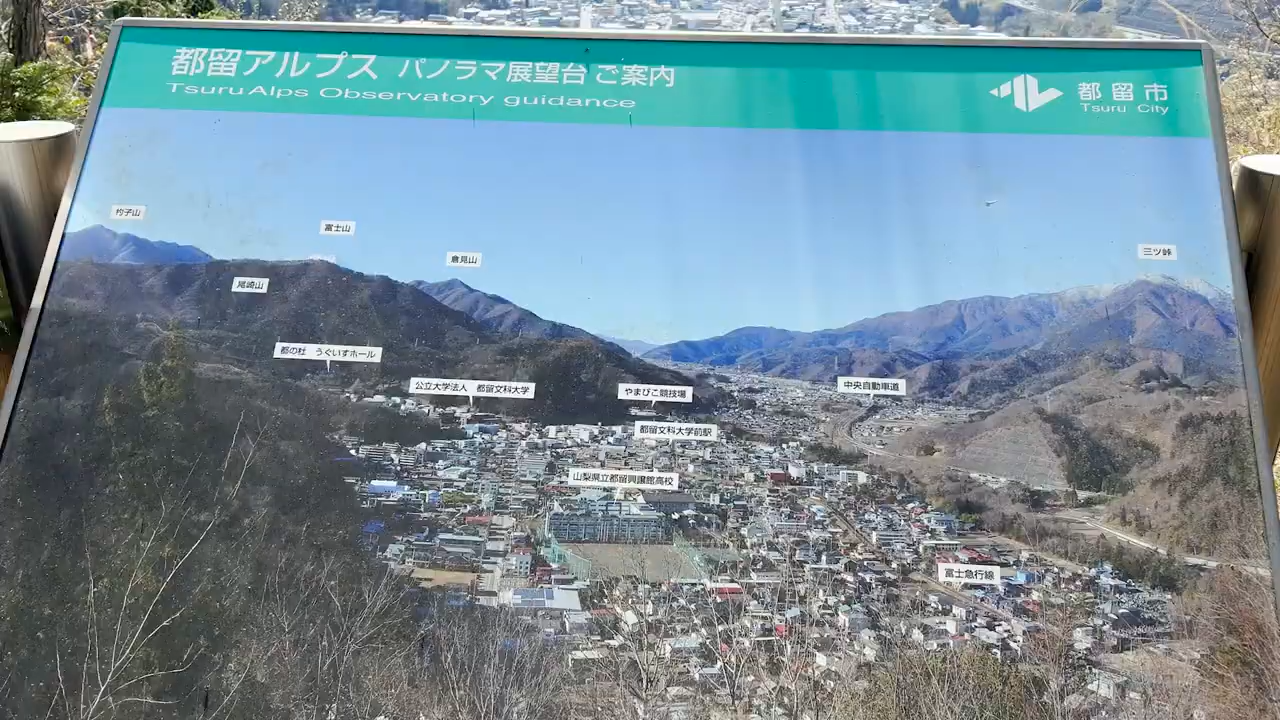 都留アルプス パノラマ展望台 ご案内
Tsuru Alps Observatory guidance
都留市
Tsuru City
杓子山
富士山
倉見山
三ツ峠
尾崎山
都の杜 うぐいすホール
公立大学法人 都留文科大学
やまびこ競技場
中央自動車道
都留文科大学前駅
山梨県立都留興譲館高校
富士急行線